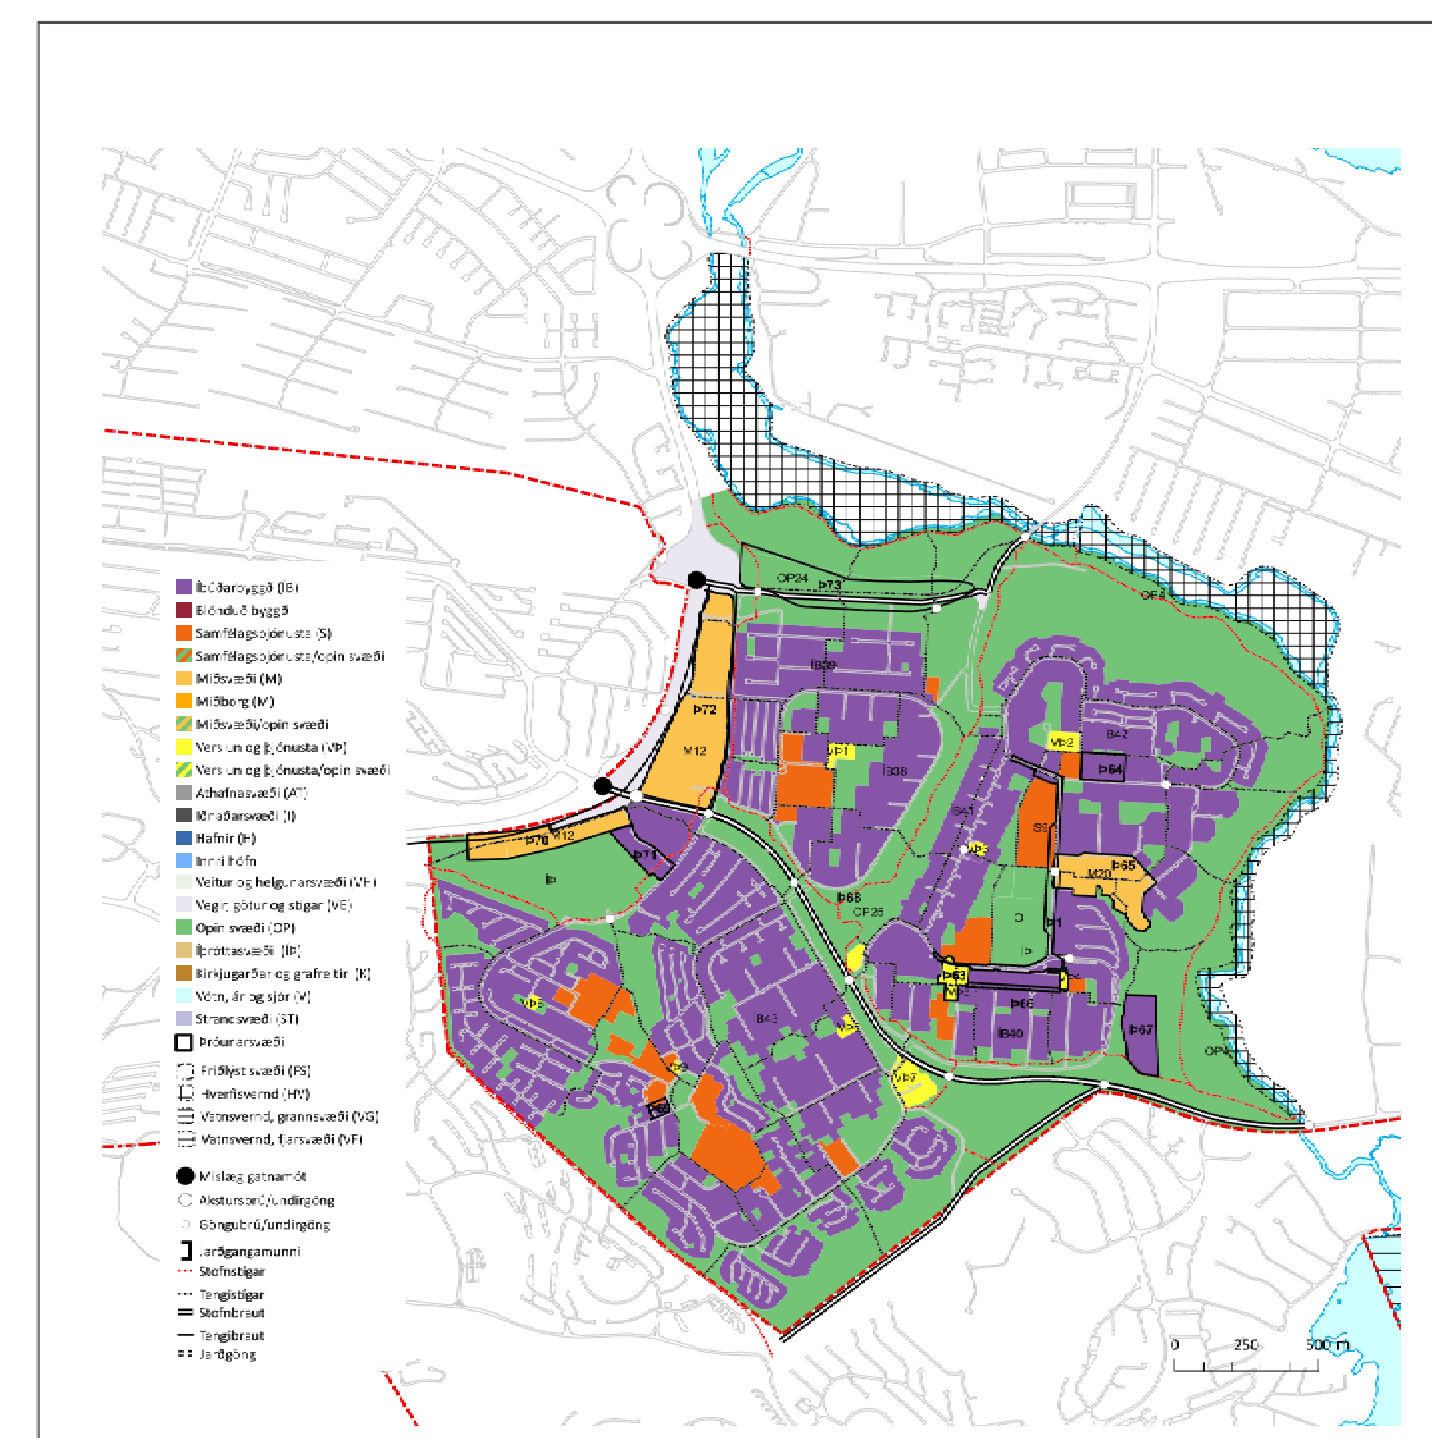 Íbúðarbyggð (ÍB)
Blönduð byggð
Samfélagsþjónusta (S)
Samfélagsþjónusta/opin svæði
Miðsvæði (M)
Miðborg (M)
Miðsvæði/opin svæði
Verslun og þjónusta (VÞ)
Verslun og þjónusta/opin svæði
Athafnasvæði (AT)
Iðnaðarsvæði (I)
Hafnir (H)
Innri höfn
Veitur og helgunarsvæði (VH)
Vegir, götur og stígar (VE)
Opin svæði (OP)
Íþróttasvæði (ÍÞ)
Kirkjugarðar og grafreitir (K)
Vötn, ár og sjór (V)
Strandsvæði (ST)
Þróunarsvæði
Friðlýst svæði (FS)
Hverfisvernd (HV)
Vatnsvernd, grannsvæði (VG)
Vatnsvernd, fjarsvæði (VF)
Mislæg gatnamót
Akstursbrú/undirgöng
Göngubrú/undirgöng
Jarðgangamunni
Stofnstígar
Tengistígar
Stofnbraut
Tengibraut
Jarðgöng
OP24
Þ73
ÍB39
Þ72
M12
VÞ1
ÍB38
VÞ2
ÍB42
Þ64
M12
Þ70
Þ71
ÍÞ
ÍB41
Þ65
M20
Þ68
OP26
ÍÞ
Þ63
Þ66
ÍB40
Þ67
ÍB43
VÞ7
0 250 500 m